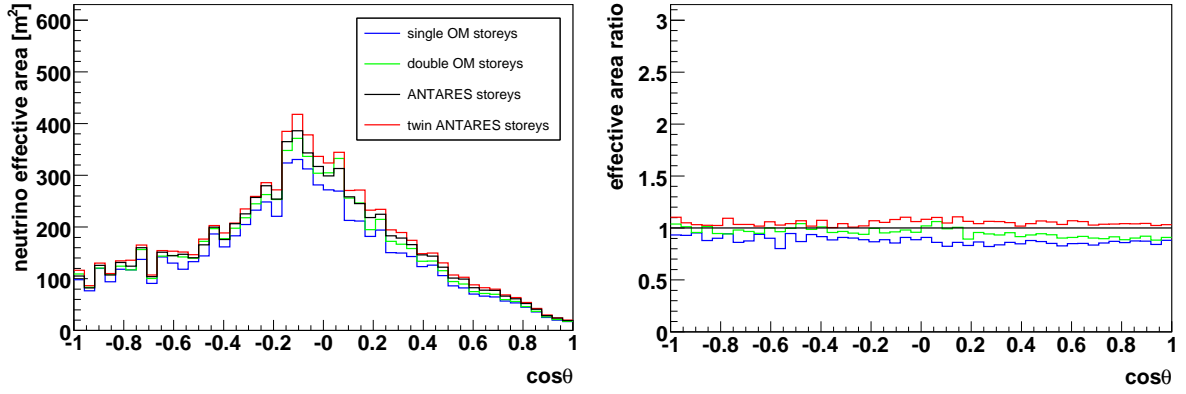 neutrino effective area [m²]
600
500
400
300
200
100
0
-1 -0.8 -0.6 -0.4 -0.2 -0 0.2 0.4 0.6 0.8 1
cosθ
single OM storeys
double OM storeys
ANTARES storeys
twin ANTARES storeys
effective area ratio
3
2.5
2
1.5
1
0.5
0
-1 -0.8 -0.6 -0.4 -0.2 -0 0.2 0.4 0.6 0.8 1
cosθ